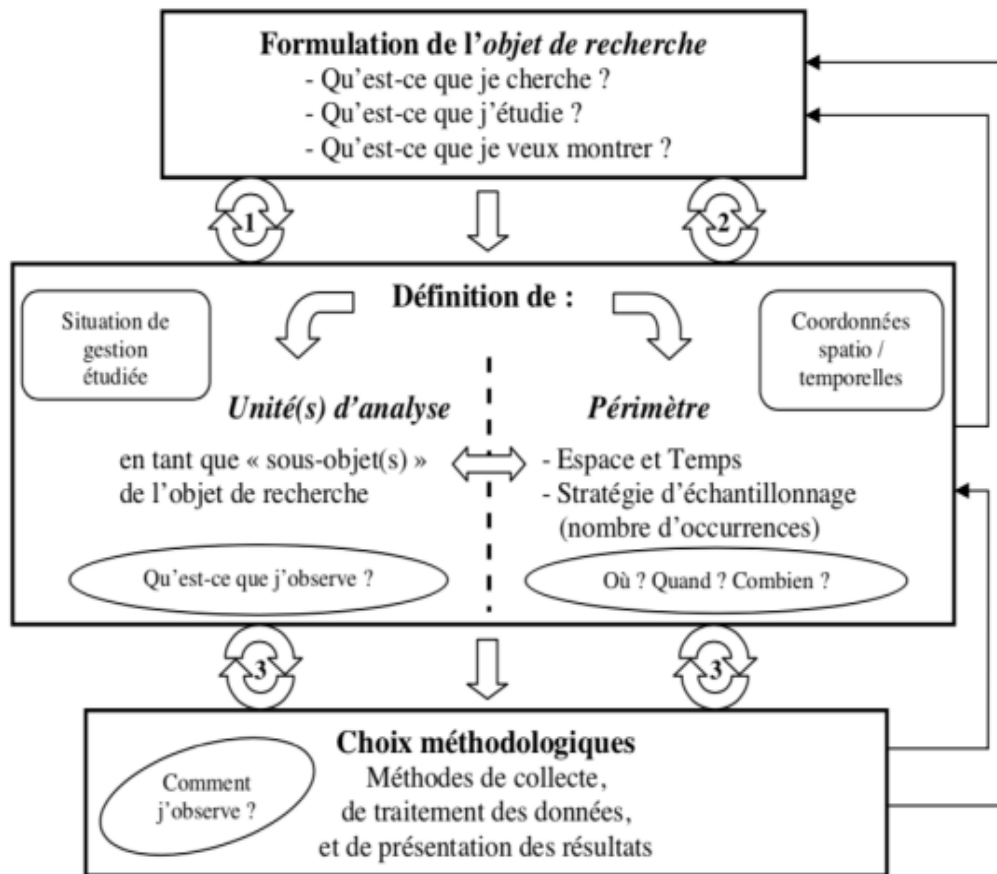 Formulation de l'objet de recherche
- Qu'est-ce que je cherche ?
- Qu'est-ce que j'étudie ?
- Qu'est-ce que je veux montrer ?
1
2
Définition de :
Situation de
gestion
étudiée
Coordonnées
spatio /
temporelles
Unité(s) d'analyse
en tant que « sous-objet(s) »
de l'objet de recherche
Qu'est-ce que j'observe ?
Périmètre
- Espace et Temps
- Stratégie d'échantillonnage
(nombre d'occurrences)
Où ? Quand ? Combien ?
3
3
Choix méthodologiques
Méthodes de collecte,
de traitement des données,
et de présentation des résultats
Comment
j'observe ?